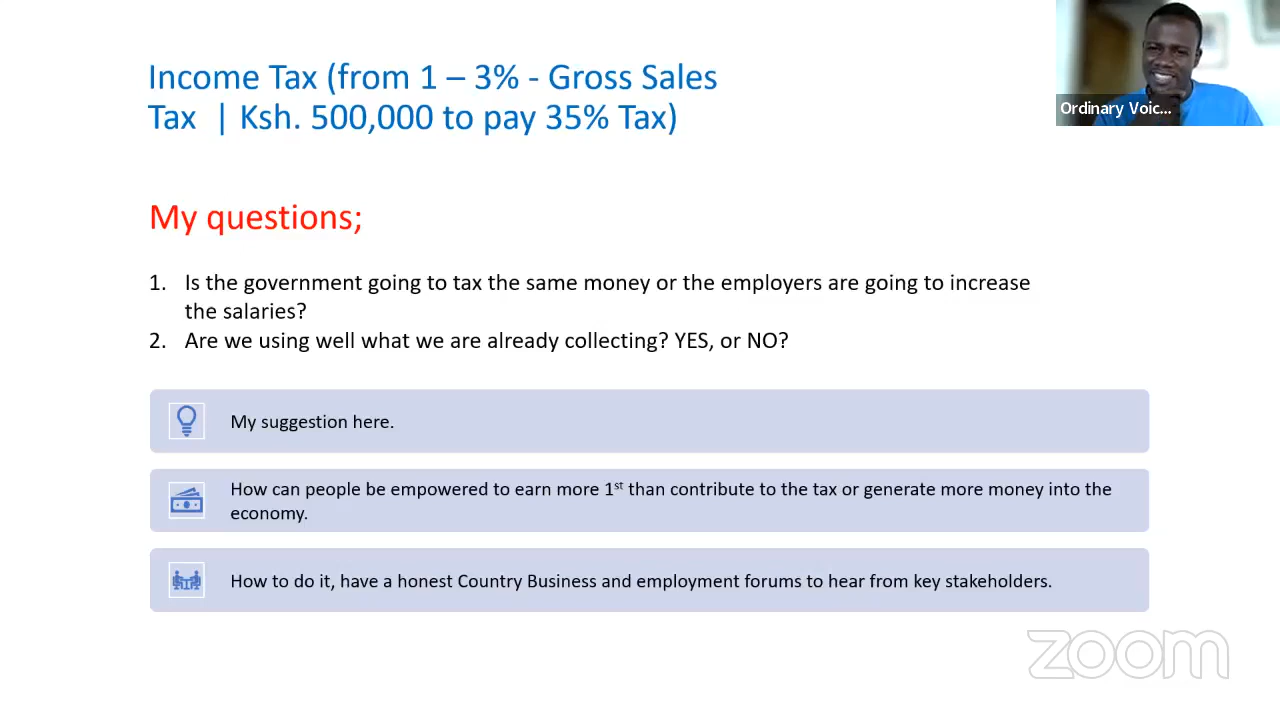 Income Tax (from 1 – 3% - Gross Sales
Tax | Ksh. 500,000 to pay 35% Tax)
Ordinary Voic...
My questions;
1. Is the government going to tax the same money or the employers are going to increase
the salaries?
2. Are we using well what we are already collecting? YES, or NO?
My suggestion here.
How can people be empowered to earn more 1st than contribute to the tax or generate more money into the
economy.
How to do it, have a honest Country Business and employment forums to hear from key stakeholders.
zoom